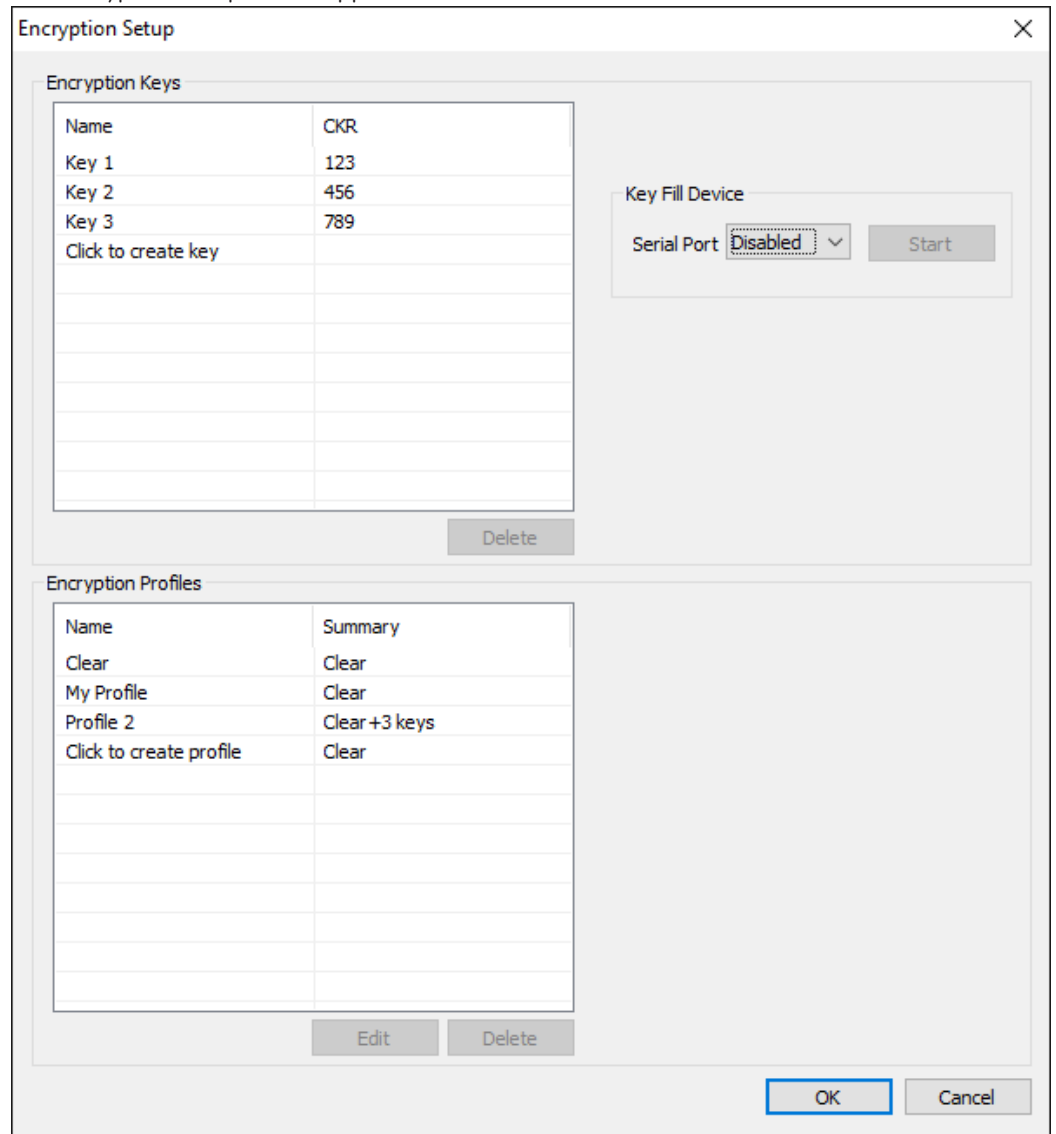 Encryption Setup
Encryption Keys
Name CKR
Key 1 123
Key 2 456
Key 3 789
Click to create key
Key Fill Device
Serial Port Disabled Start
Delete
Encryption Profiles
Name Summary
Clear Clear
My Profile Clear
Profile 2 Clear +3 keys
Click to create profile Clear
Edit Delete
OK Cancel